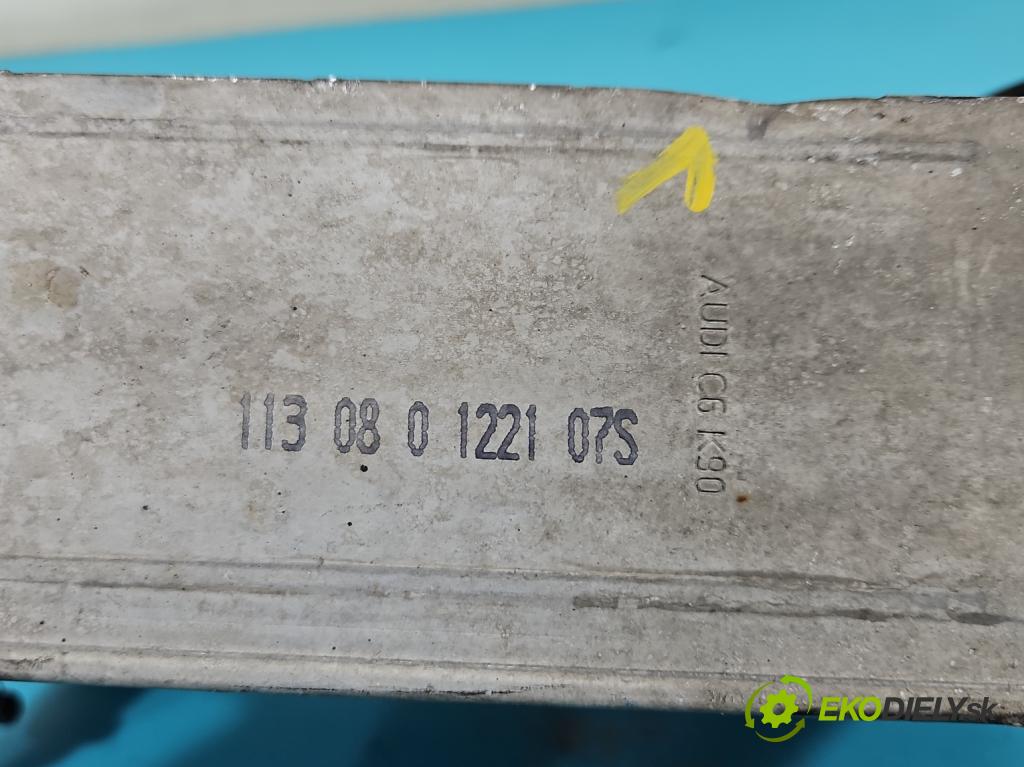 113 08 0 1221 07S
AUDI C6 K90
EKODIELY.sk